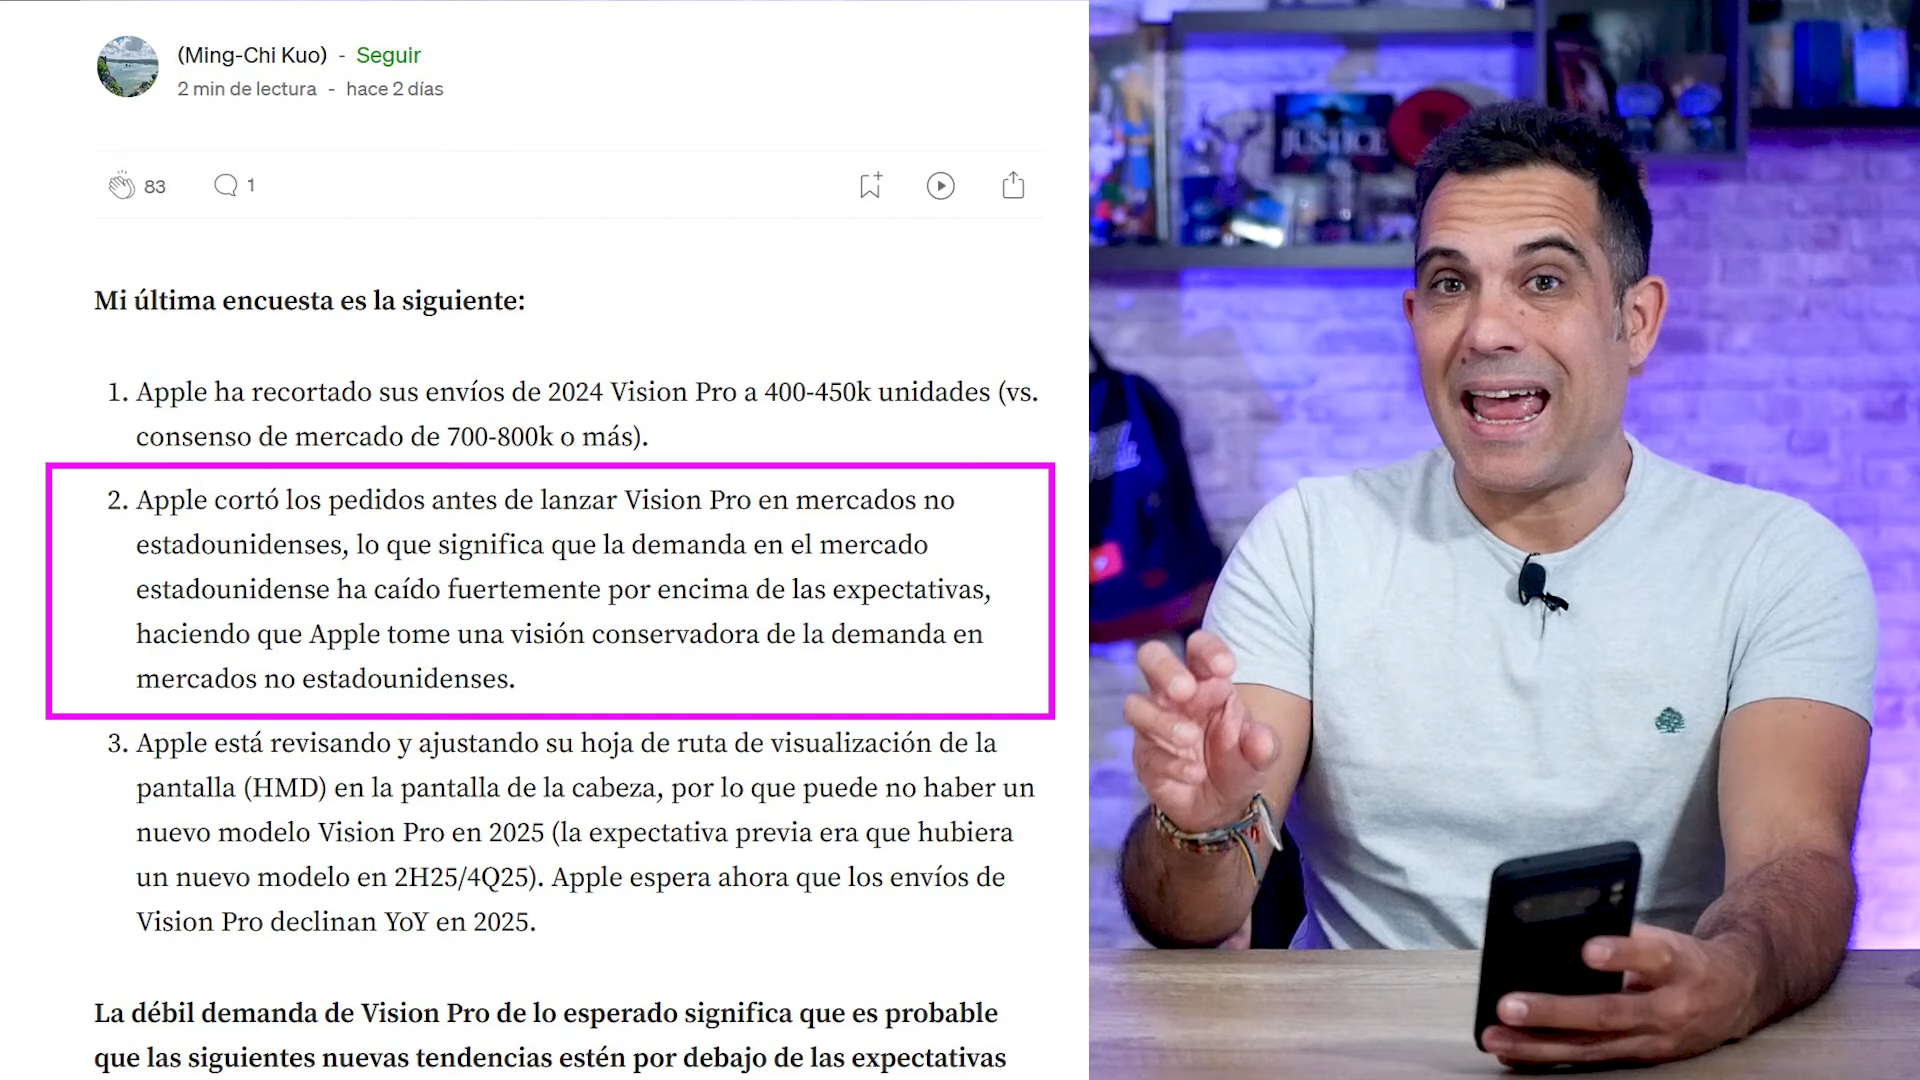 (Ming-Chi Kuo) - Seguir
2 min de lectura - hace 2 días
83 1
Mi última encuesta es la siguiente:
1. Apple ha recortado sus envíos de 2024 Vision Pro a 400-450k unidades (vs.
consenso de mercado de 700-800k o más).
2. Apple cortó los pedidos antes de lanzar Vision Pro en mercados no
estadounidenses, lo que significa que la demanda en el mercado
estadounidense ha caído fuertemente por encima de las expectativas,
haciendo que Apple tome una visión conservadora de la demanda en
mercados no estadounidenses.
3. Apple está revisando y ajustando su hoja de ruta de visualización de la
pantalla (HMD) en la pantalla de la cabeza, por lo que puede no haber un
nuevo modelo Vision Pro en 2025 (la expectativa previa era que hubiera
un nuevo modelo en 2H25/4Q25). Apple espera ahora que los envíos de
Vision Pro declinan YoY en 2025.
La débil demanda de Vision Pro de lo esperado significa que es probable
que las siguientes nuevas tendencias estén por debajo de las expectativas
JUSTICE